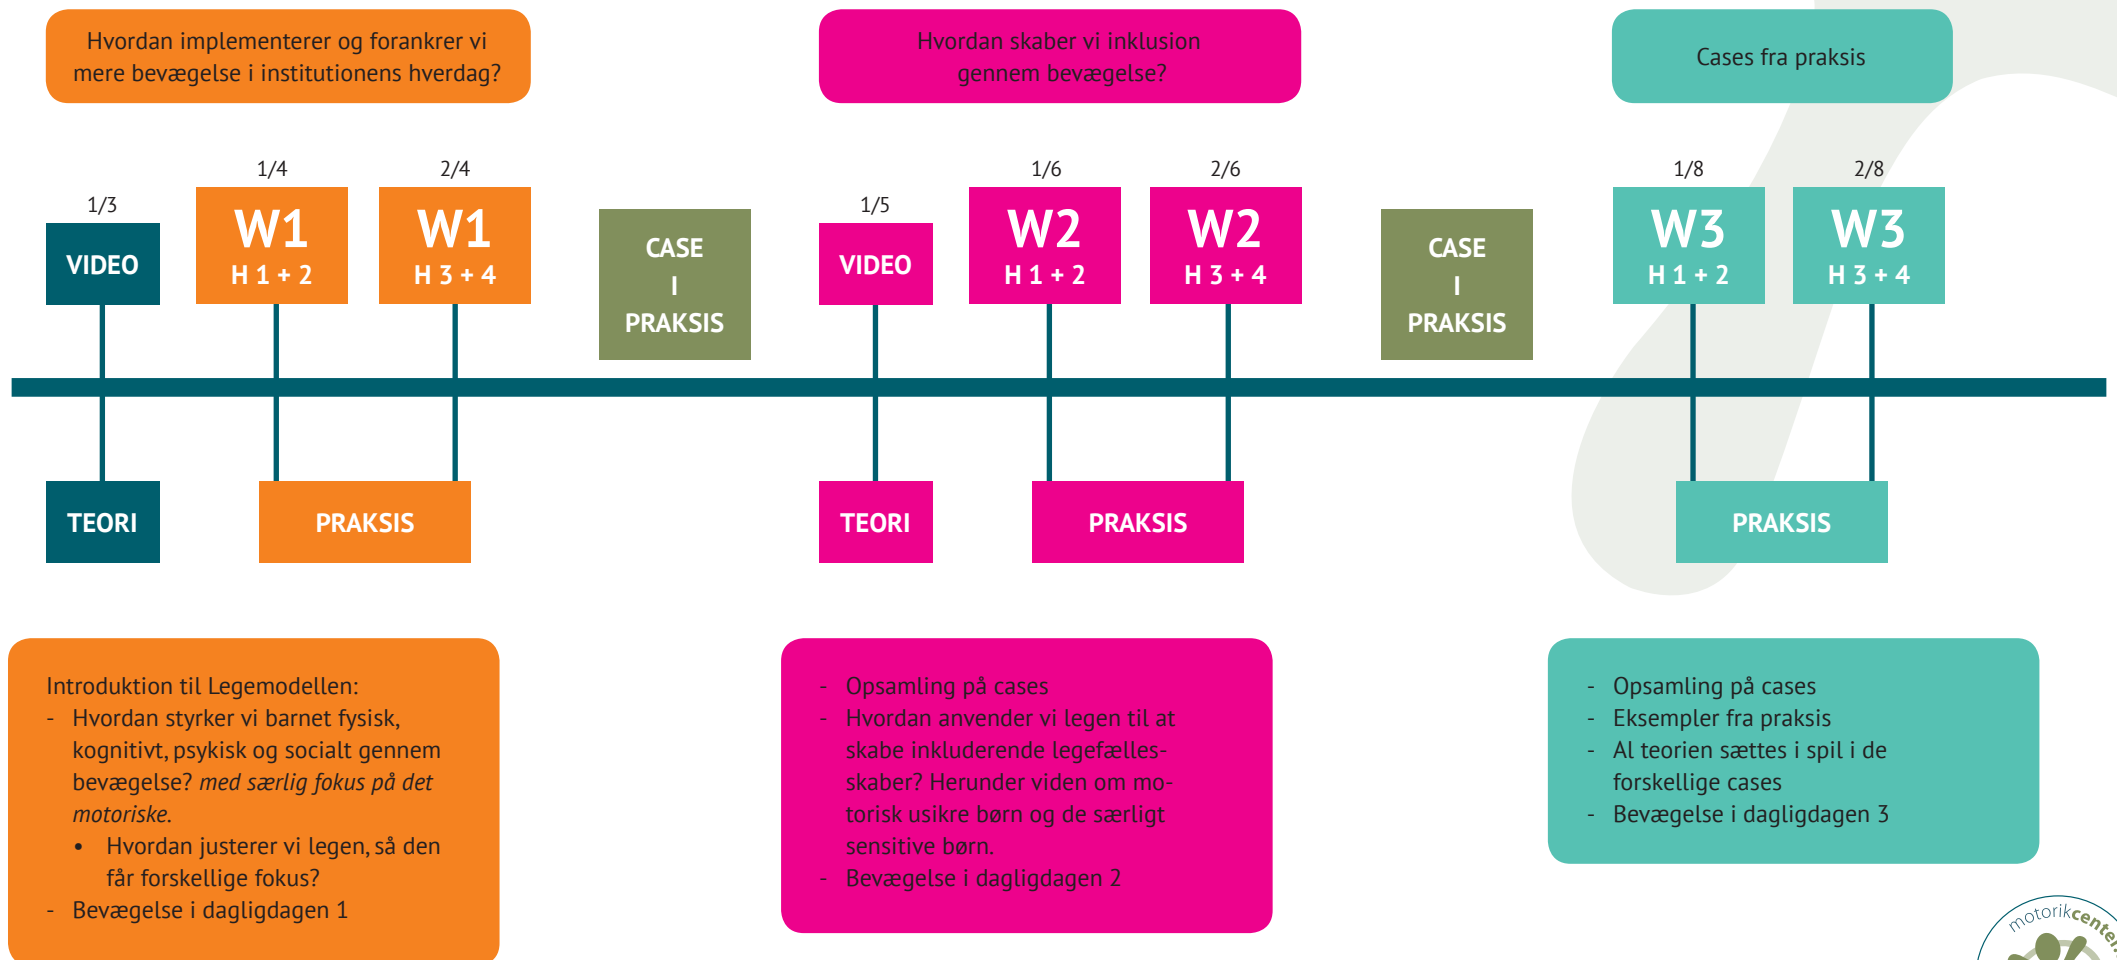 Hvordan implementerer og forankrer vi
mere bevægelse i institutionens hverdag?
Hvordan skaber vi inklusion
gennem bevægelse?
Cases fra praksis
1/3
VIDEO
1/4
W1
H 1 + 2
2/4
W1
H 3 + 4
CASE
I
PRAKSIS
1/5
VIDEO
1/6
W2
H 1 + 2
2/6
W2
H 3 + 4
CASE
I
PRAKSIS
1/8
W3
H 1 + 2
2/8
W3
H 3 + 4
TEORI
PRAKSIS
TEORI
PRAKSIS
PRAKSIS
Introduktion til Legemodellen:
- Hvordan styrker vi barnet fysisk,
kognitivt, psykisk og socialt gennem
bevægelse? med særlig fokus på det
motoriske.
• Hvordan justerer vi legen, så den
får forskellige fokus?
- Bevægelse i dagligdagen 1
- Opsamling på cases
- Hvordan anvender vi legen til at
skabe inkluderende legefælles-
skaber? Herunder viden om mo-
torisk usikre børn og de særligt
sensitive børn.
- Bevægelse i dagligdagen 2
- Opsamling på cases
- Eksempler fra praksis
- Al teorien sættes i spil i de
forskellige cases
- Bevægelse i dagligdagen 3
motorikcenter.